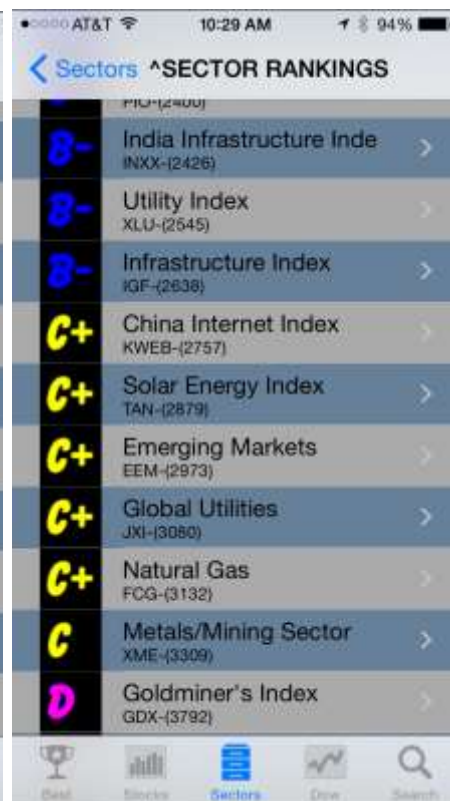 AT&T 10:29 AM 94%
Sectors ^SECTOR RANKINGS
PIO-(2400)
B- India Infrastructure Inde
INXX-(2426)
B- Utility Index
XLU-(2545)
B- Infrastructure Index
IGF-(2638)
C+ China Internet Index
KWEB-(2757)
C+ Solar Energy Index
TAN-(2879)
C+ Emerging Markets
EEM-(2973)
C+ Global Utilities
JXI-(3080)
C+ Natural Gas
FCG-(3132)
C Metals/Mining Sector
XME-(3309)
D Goldminer's Index
GDX-(3792)
Best Stocks Sectors Dow Search